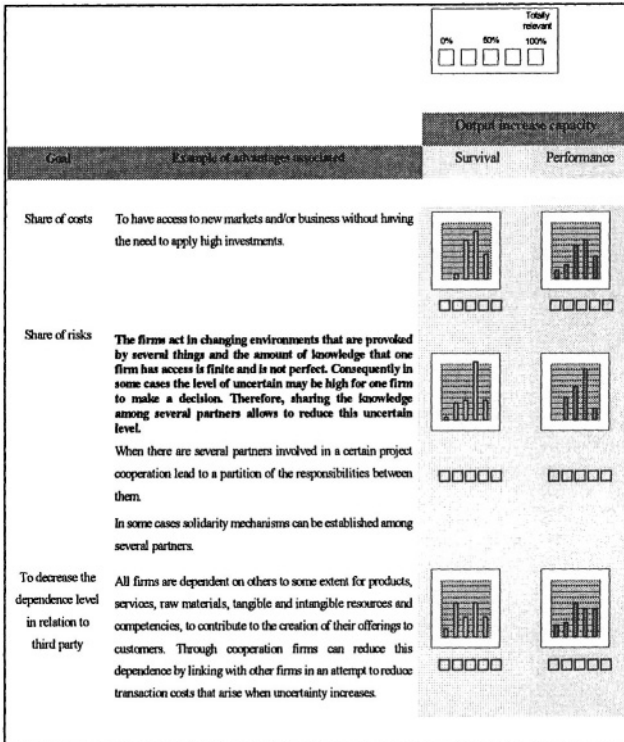 Totally
relevant
0% 50% 100%
Output increase capacity
Goal Example of advantages associated Survival Performance
Share of costs To have access to new markets and/or business without having
the need to apply high investments.
Share of risks The firms act in changing environments that are provoked
by several things and the amount of knowledge that one
firm has access is finite and is not perfect. Consequently in
some cases the level of uncertain may be high for one firm
to make a decision. Therefore, sharing the knowledge
among several partners allows to reduce this uncertain
level.
When there are several partners involved in a certain project
cooperation lead to a partition of the responsibilities between
them.
In some cases solidarity mechanisms can be established among
several partners.
To decrease the All firms are dependent on others to some extent for products,
dependence level services, raw materials, tangible and intangible resources and
in relation to competencies, to contribute to the creation of their offerings to
third party customers. Through cooperation firms can reduce this
dependence by linking with other firms in an attempt to reduce
transaction costs that arise when uncertainty increases.